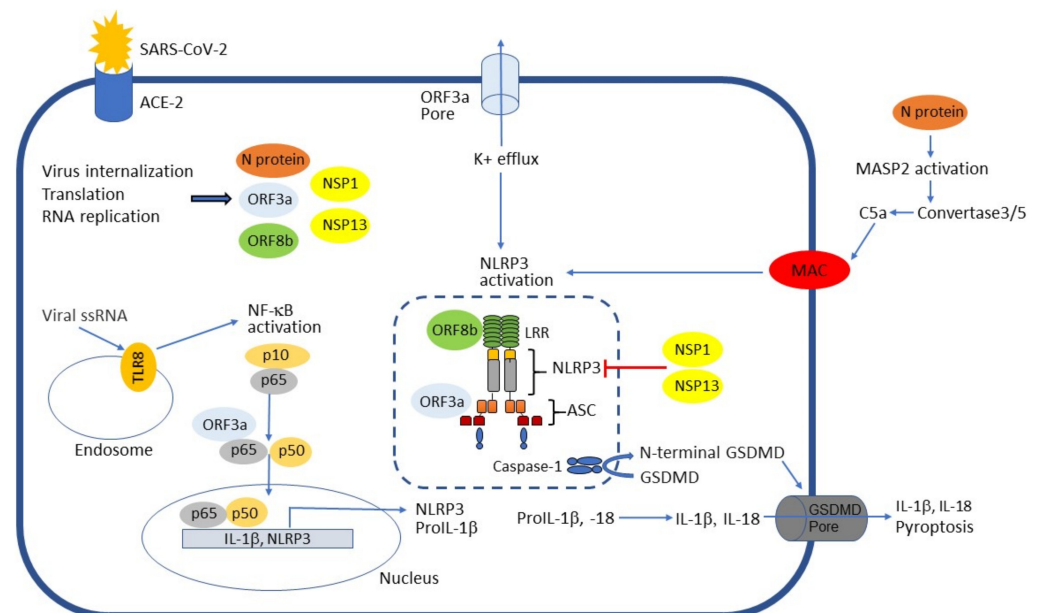 SARS-CoV-2
ACE-2
ORF3a
Pore
K+ efflux
N protein
MASP2 activation
C5a
Convertase3/5
MAC
Virus internalization
Translation
RNA replication
N protein
ORF3a
ORF8b
NSP1
NSP13
NLRP3
activation
Viral ssRNA
TLR8
Endosome
NF-κB
activation
p10
p65
ORF3a
p65
p50
p65
p50
IL-1β, NLRP3
Nucleus
NLRP3
ProIL-1β
ORF8b
LRR
NLRP3
NSP1
NSP13
ORF3a
ASC
Caspase-1
N-terminal GSDMD
GSDMD
ProIL-1β, -18
IL-1β, IL-18
GSDMD
Pore
IL-1β, IL-18
Pyroptosis